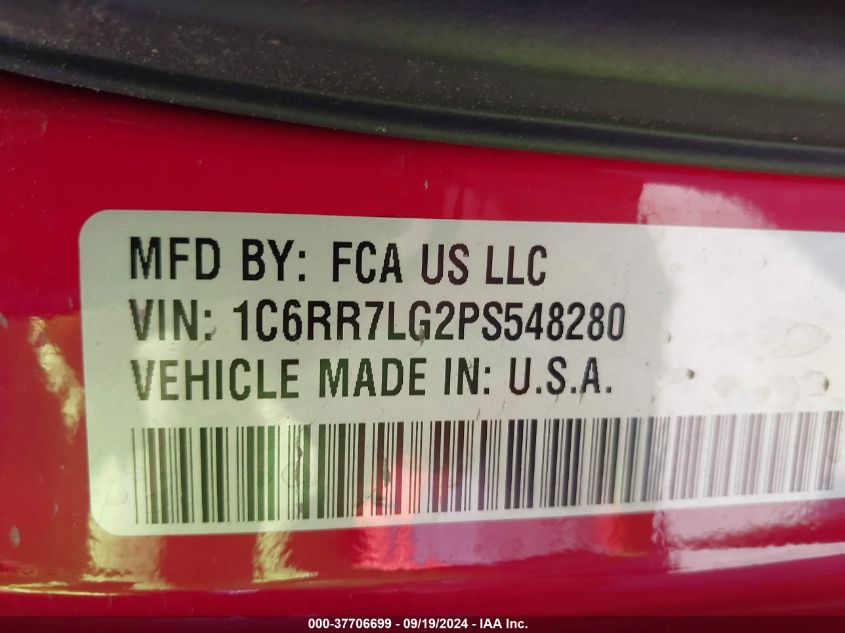 MFD BY: FCA US LLC
VIN: 1C6RR7LG2PS548280
VEHICLE MADE IN: U.S.A.
000-37706699 - 09/19/2024 - IAA Inc.